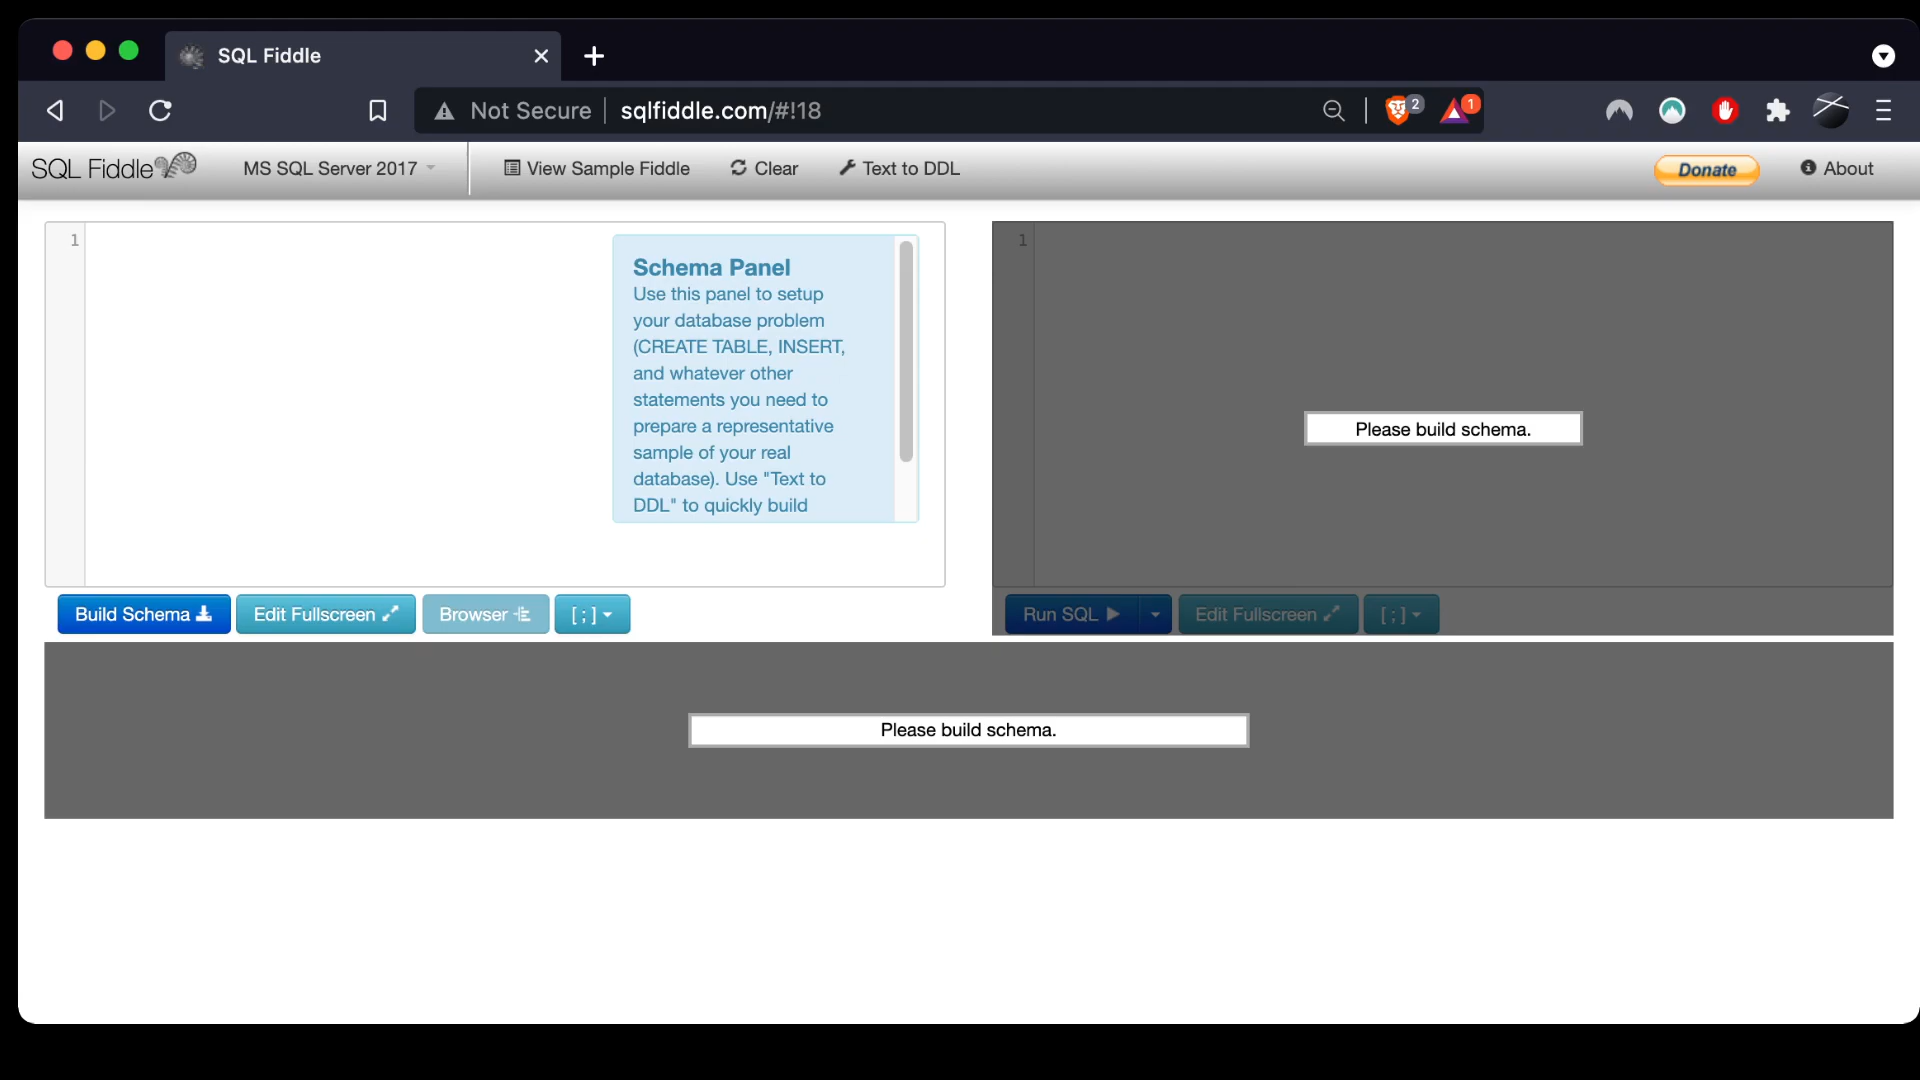 SQL Fiddle
Not Secure sqlfiddle.com/#!18 2 1
SQL Fiddle MS SQL Server 2017 View Sample Fiddle Clear Text to DDL Donate About
1
Schema Panel
Use this panel to setup
your database problem
(CREATE TABLE, INSERT,
and whatever other
statements you need to
prepare a representative
sample of your real
database). Use "Text to
DDL" to quickly build
Build Schema Edit Fullscreen Browser [ ; ]
1
Please build schema.
Run SQL Edit Fullscreen [ ; ]
Please build schema.